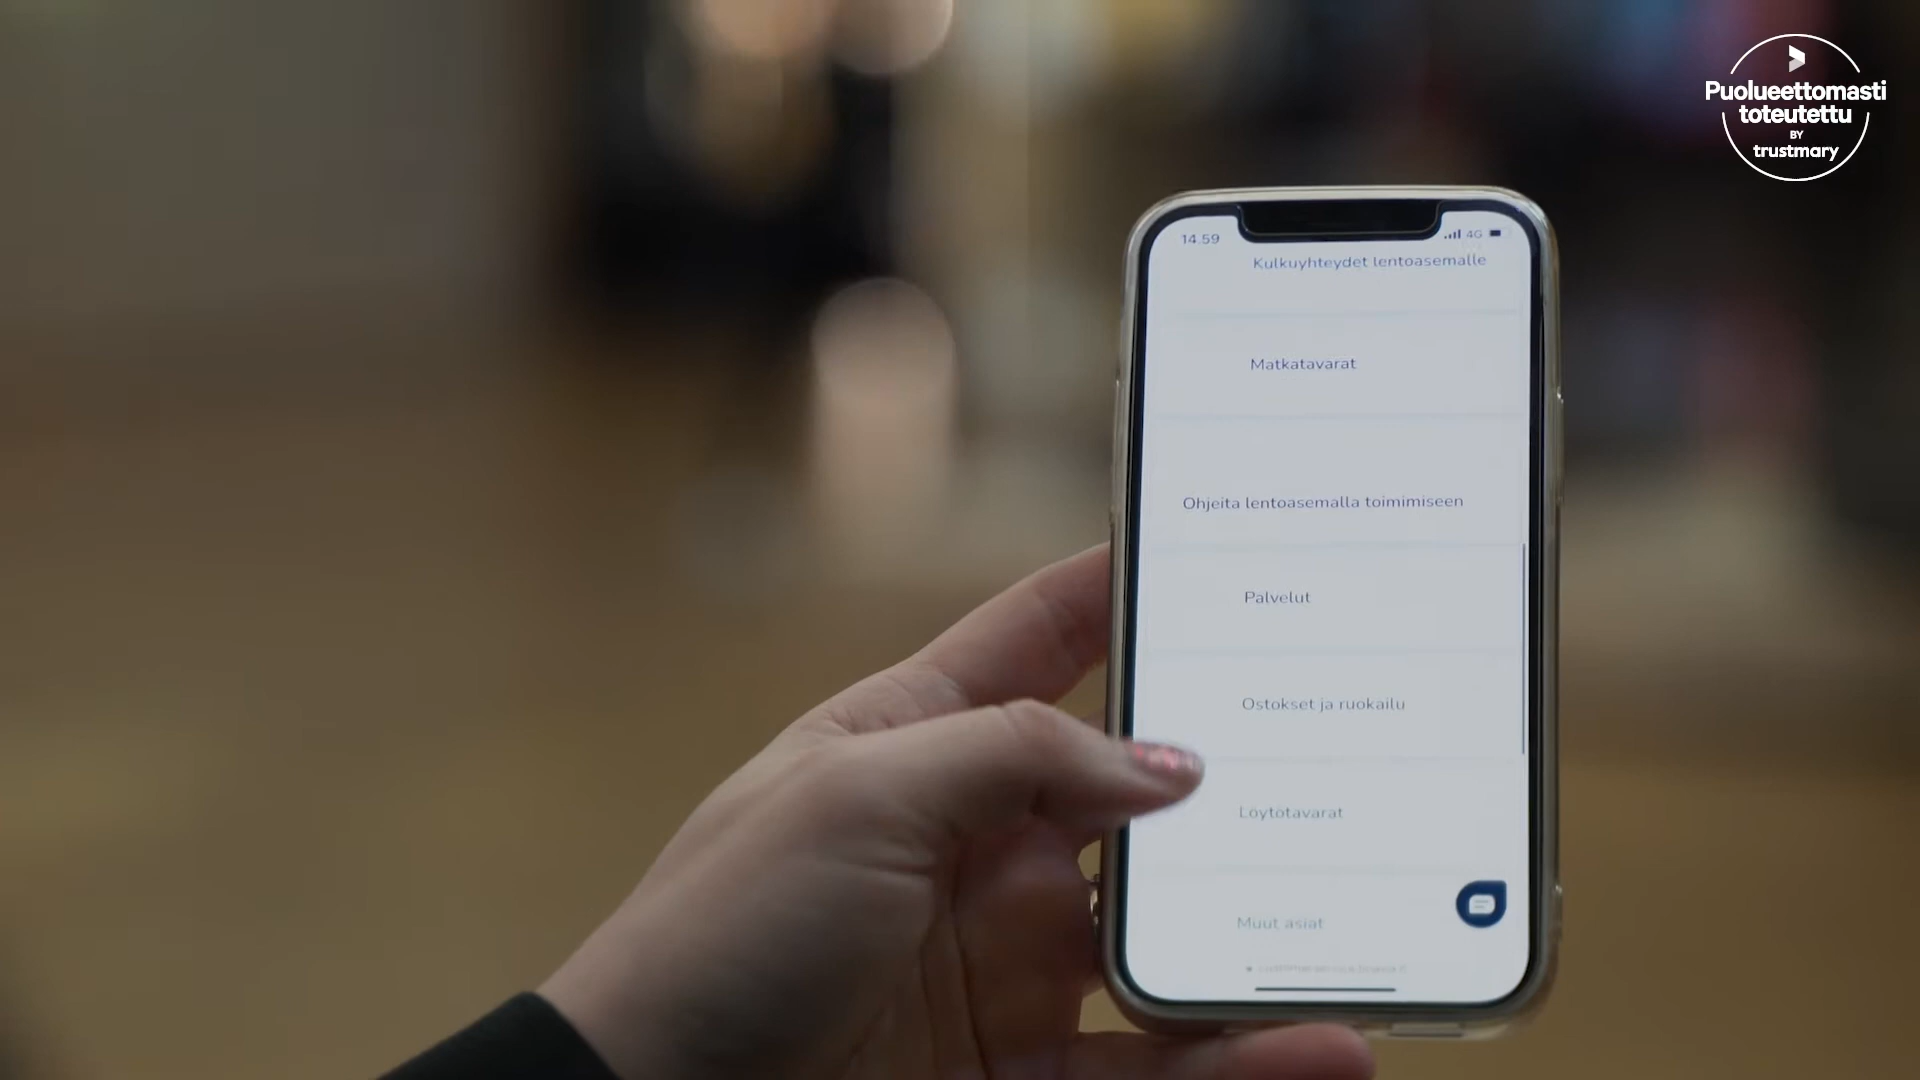 Puolueettomasti
toteutettu
BY
trustmary
14.59
4G
Kulkuyhteydet lentoasemalle
Matkatavarat
Ohjeita lentoasemalla toimimiseen
Palvelut
Ostokset ja ruokailu
Löytötavarat
Muut asiat